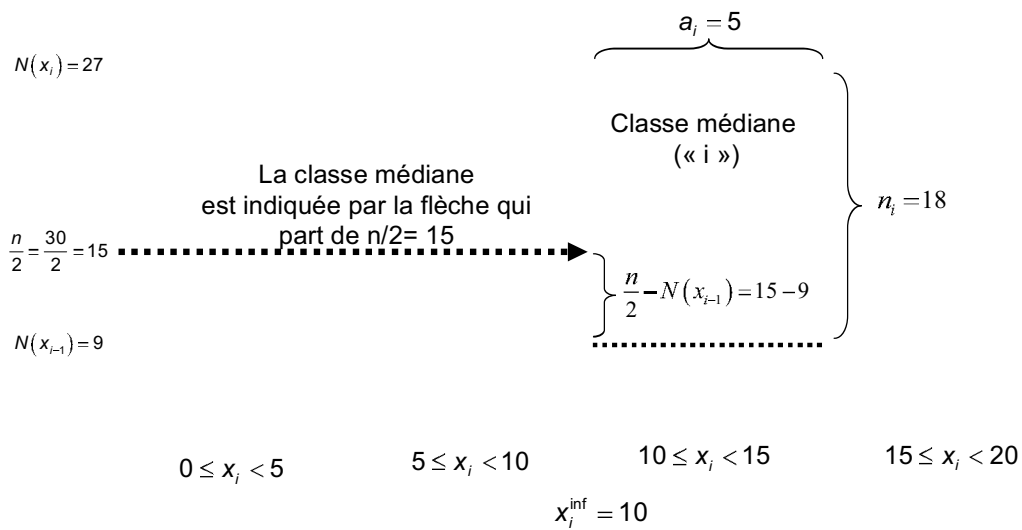 a_i = 5
N(x_i) = 27
Classe médiane
(« i »)
La classe médiane
est indiquée par la flèche qui
part de n/2= 15
n_i = 18
n/2 = 30/2 = 15
n/2 − N(x_{i−1}) = 15 − 9
N(x_{i−1}) = 9
0 ≤ x_i < 5
5 ≤ x_i < 10
10 ≤ x_i < 15
15 ≤ x_i < 20
x_i^{inf} = 10